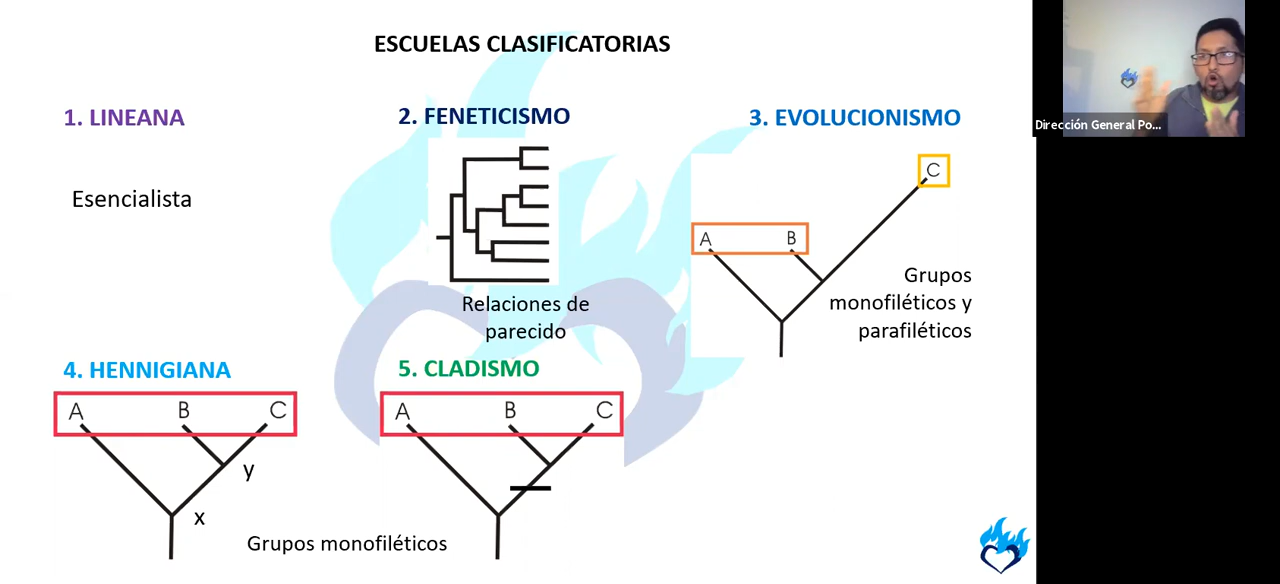 ESCUELAS CLASIFICATORIAS
1. LINEANA
Esencialista
2. FENETICISMO
Relaciones de
parecido
3. EVOLUCIONISMO
C
A B
Grupos
monofiléticos y
parafiléticos
4. HENNIGIANA
A B C
y
x
5. CLADISMO
A B C
Grupos monofiléticos
Dirección General Po...